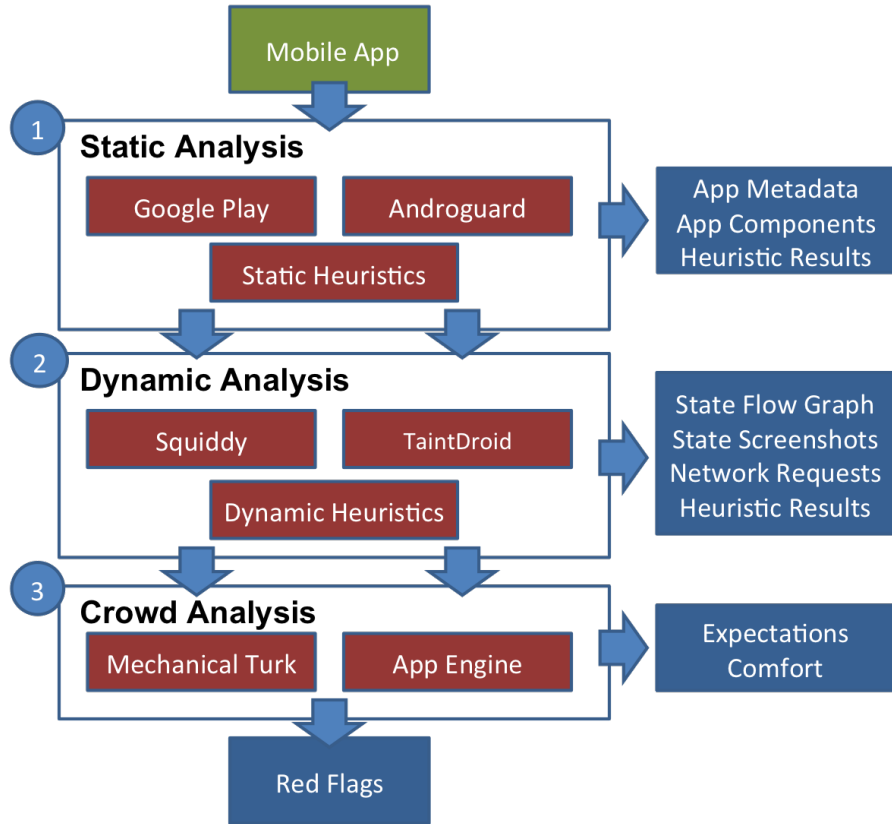 Mobile App
1
Static Analysis
Google Play
Androguard
Static Heuristics
App Metadata
App Components
Heuristic Results
2
Dynamic Analysis
Squiddy
TaintDroid
Dynamic Heuristics
State Flow Graph
State Screenshots
Network Requests
Heuristic Results
3
Crowd Analysis
Mechanical Turk
App Engine
Expectations
Comfort
Red Flags